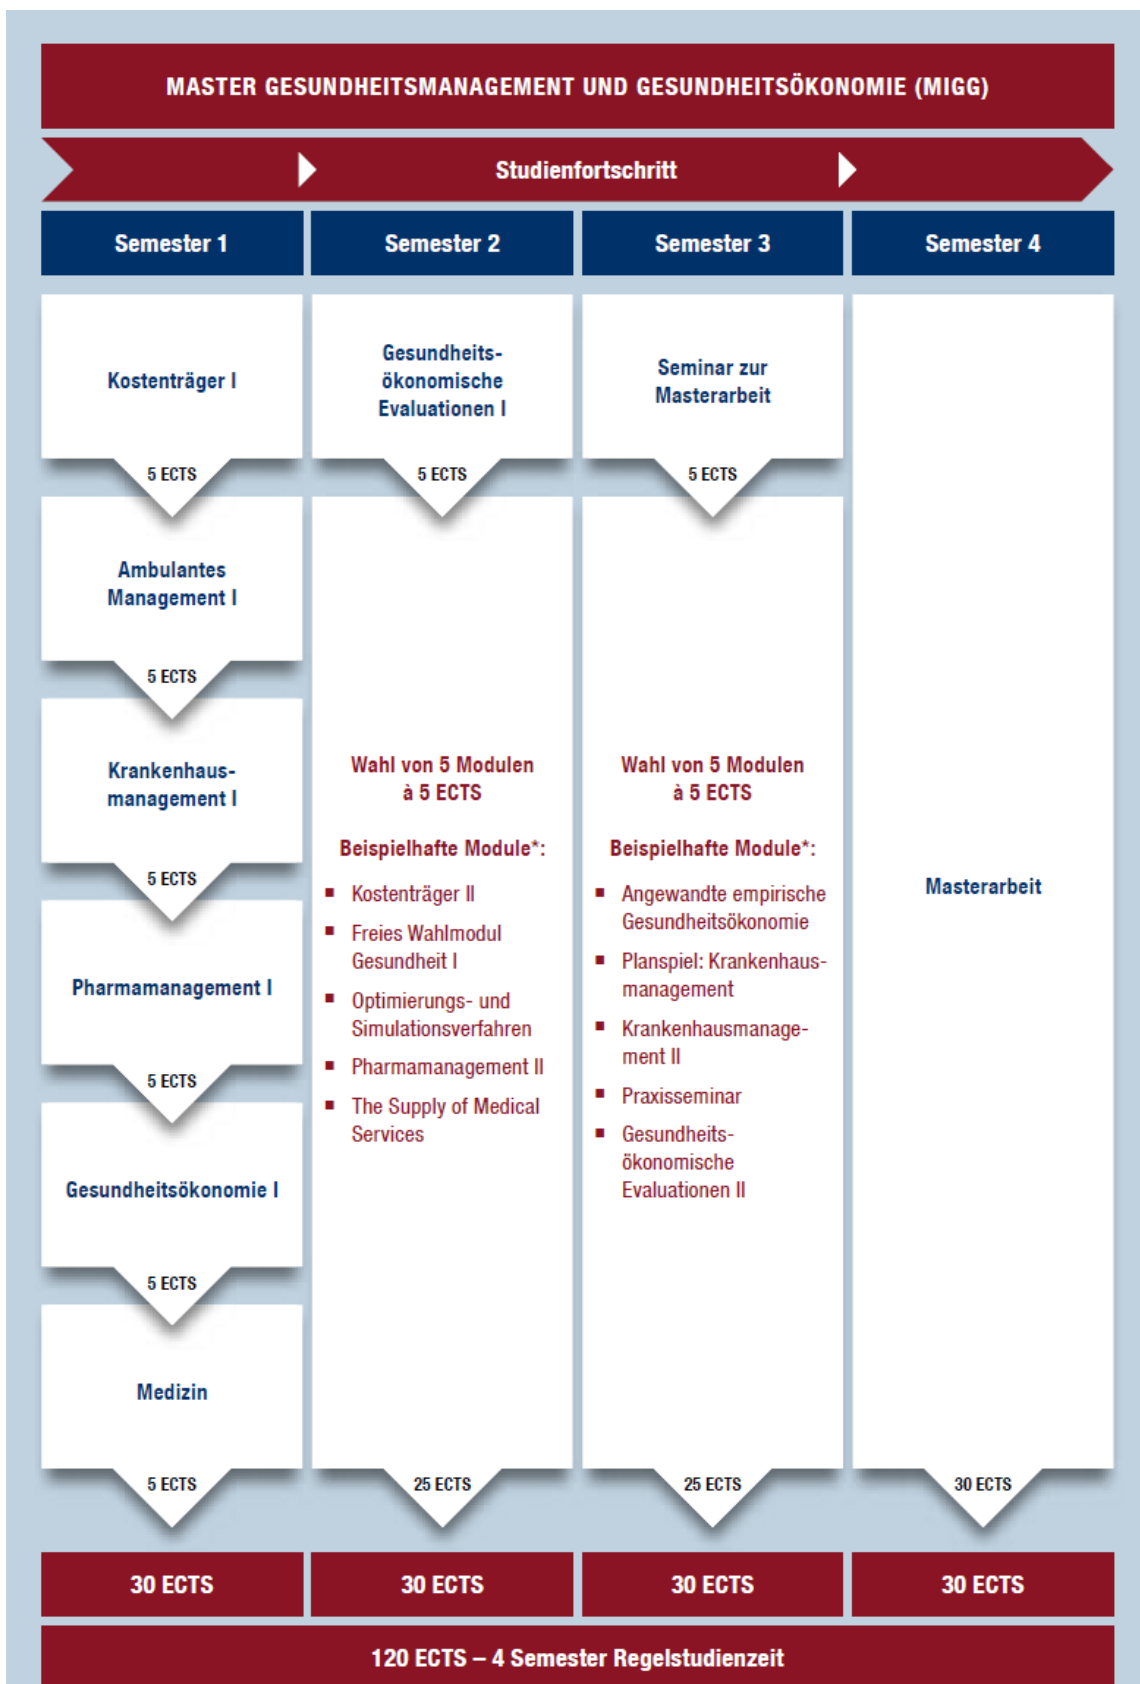 MASTER GESUNDHEITSMANAGEMENT UND GESUNDHEITSÖKONOMIE (MIGG)
Studienfortschritt
Semester 1
Semester 2
Semester 3
Semester 4
Kostenträger I
5 ECTS
Ambulantes
Management I
5 ECTS
Krankenhaus-
management I
5 ECTS
Pharmamanagement I
5 ECTS
Gesundheitsökonomie I
5 ECTS
Medizin
5 ECTS
30 ECTS
Gesundheits-
ökonomische
Evaluationen I
5 ECTS
Wahl von 5 Modulen
à 5 ECTS
Beispielhafte Module*:
▪ Kostenträger II
▪ Freies Wahlmodul
Gesundheit I
▪ Optimierungs- und
Simulationsverfahren
▪ Pharmamanagement II
▪ The Supply of Medical
Services
25 ECTS
30 ECTS
Seminar zur
Masterarbeit
5 ECTS
Wahl von 5 Modulen
à 5 ECTS
Beispielhafte Module*:
▪ Angewandte empirische
Gesundheitsökonomie
▪ Planspiel: Krankenhaus-
management
▪ Krankenhausmanage-
ment II
▪ Praxisseminar
▪ Gesundheits-
ökonomische
Evaluationen II
25 ECTS
30 ECTS
Masterarbeit
30 ECTS
30 ECTS
120 ECTS – 4 Semester Regelstudienzeit